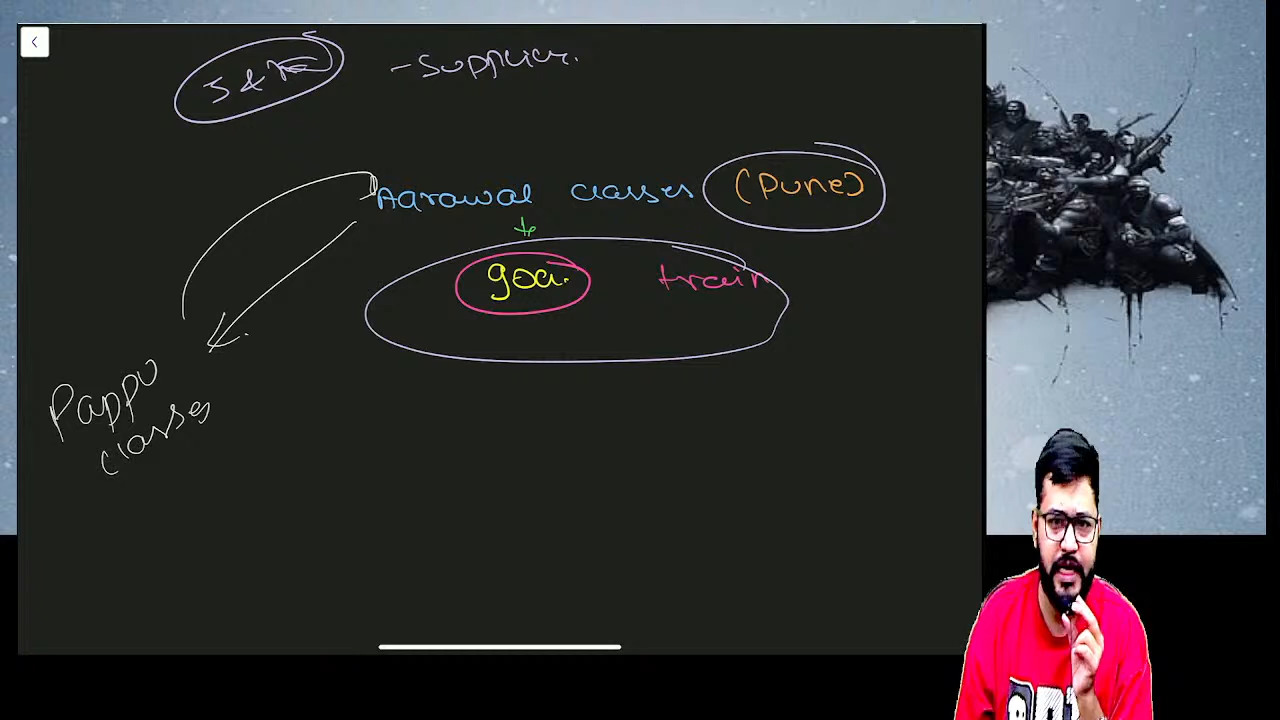 - Supplier.
Agrawal classes (Pune)
goa. train
Pappu
classes